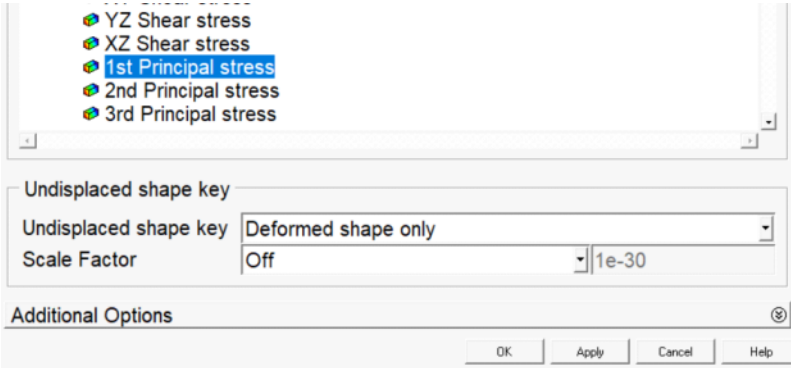 YZ Shear stress
XZ Shear stress
1st Principal stress
2nd Principal stress
3rd Principal stress
Undisplaced shape key
Undisplaced shape key Deformed shape only
Scale Factor Off 1e-30
Additional Options
OK Apply Cancel Help